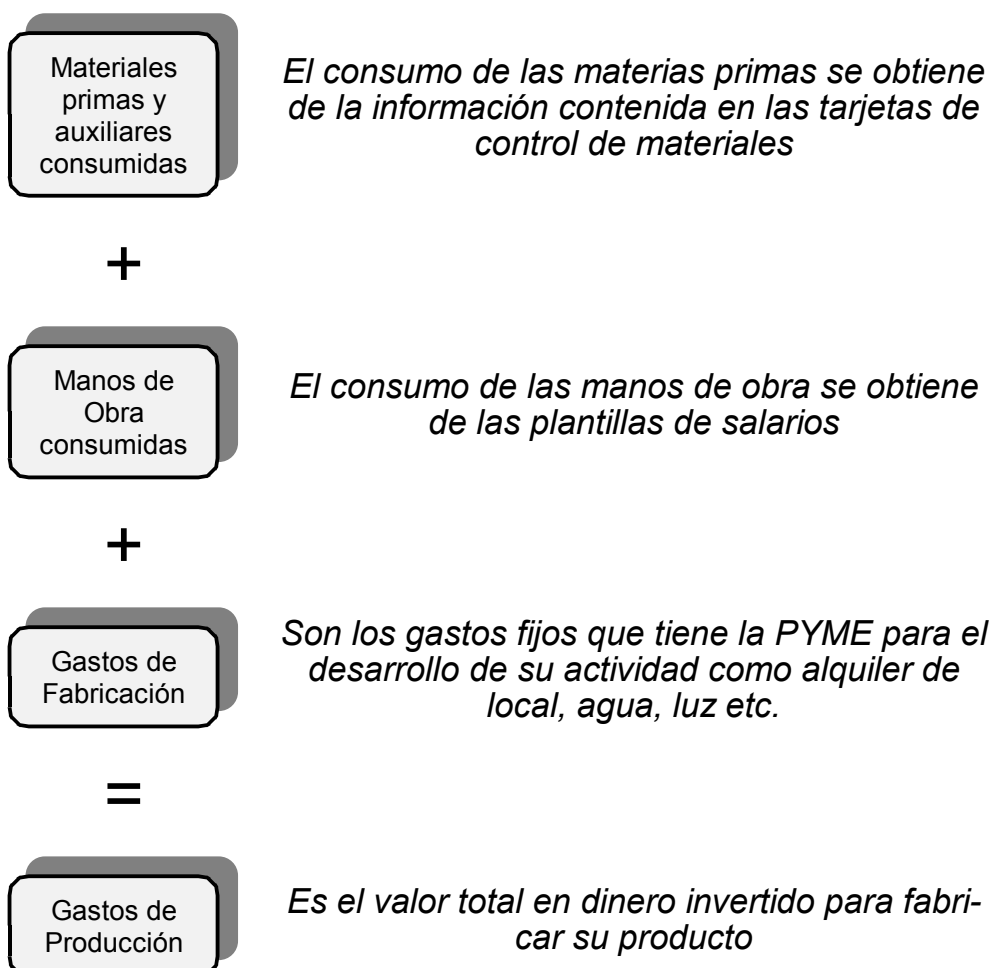 Materiales
primas y
auxiliares
consumidas
El consumo de las materias primas se obtiene
de la información contenida en las tarjetas de
control de materiales
+
Manos de
Obra
consumidas
El consumo de las manos de obra se obtiene
de las plantillas de salarios
+
Gastos de
Fabricación
Son los gastos fijos que tiene la PYME para el
desarrollo de su actividad como alquiler de
local, agua, luz etc.
=
Gastos de
Producción
Es el valor total en dinero invertido para fabri-
car su producto